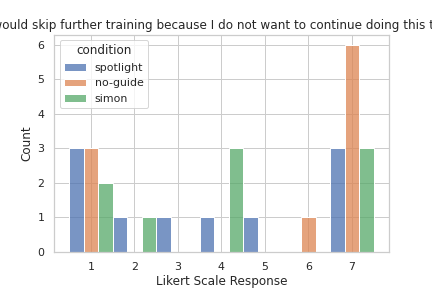 would skip further training because I do not want to continue doing this t
condition
spotlight
no-guide
simon
6
5
4
3
2
1
0
Count
1 2 3 4 5 6 7
Likert Scale Response